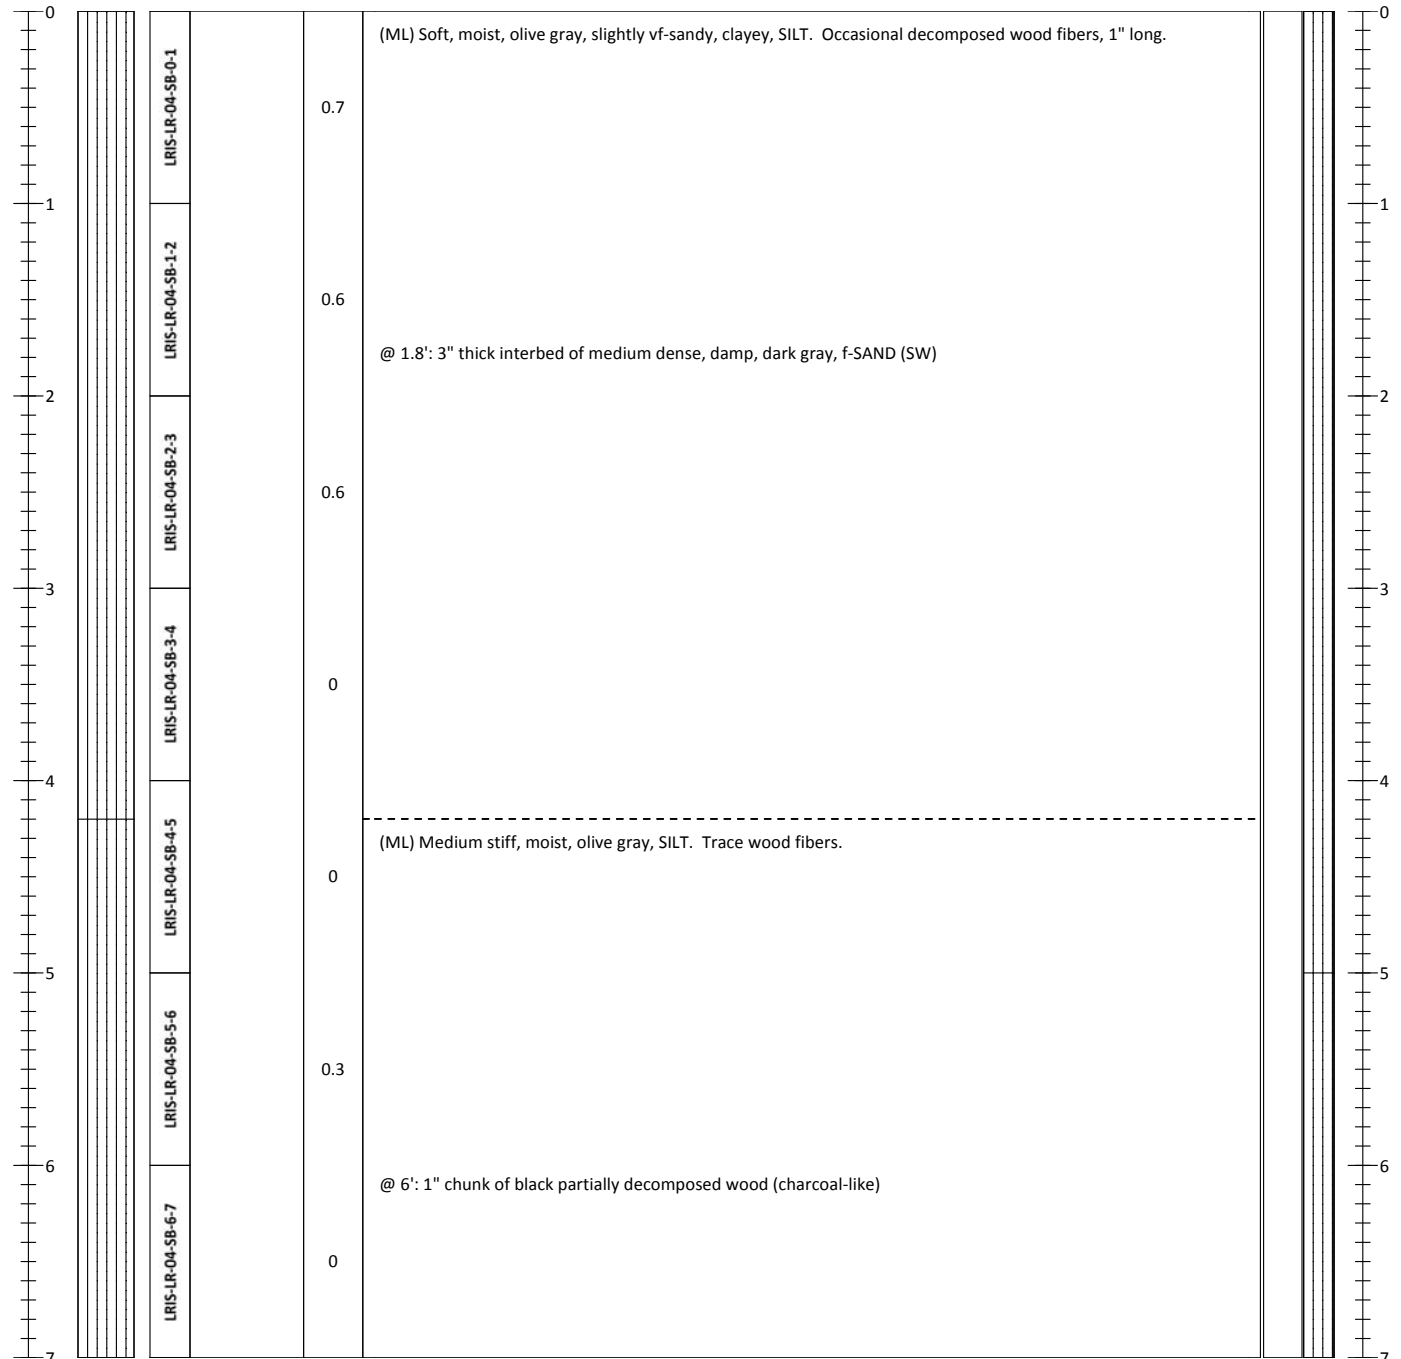 0
(ML) Soft, moist, olive gray, slightly vf-sandy, clayey, SILT.  Occasional decomposed wood fibers, 1" long.
0
LRIS-LR-04-SB-0-1
0.7
1
1
LRIS-LR-04-SB-1-2
0.6
@ 1.8': 3" thick interbed of medium dense, damp, dark gray, f-SAND (SW)
2
2
LRIS-LR-04-SB-2-3
0.6
3
3
LRIS-LR-04-SB-3-4
0
4
4
(ML) Medium stiff, moist, olive gray, SILT.  Trace wood fibers.
LRIS-LR-04-SB-4-5
0
5
5
LRIS-LR-04-SB-5-6
0.3
6
6
@ 6': 1" chunk of black partially decomposed wood (charcoal-like)
LRIS-LR-04-SB-6-7
0
7
7